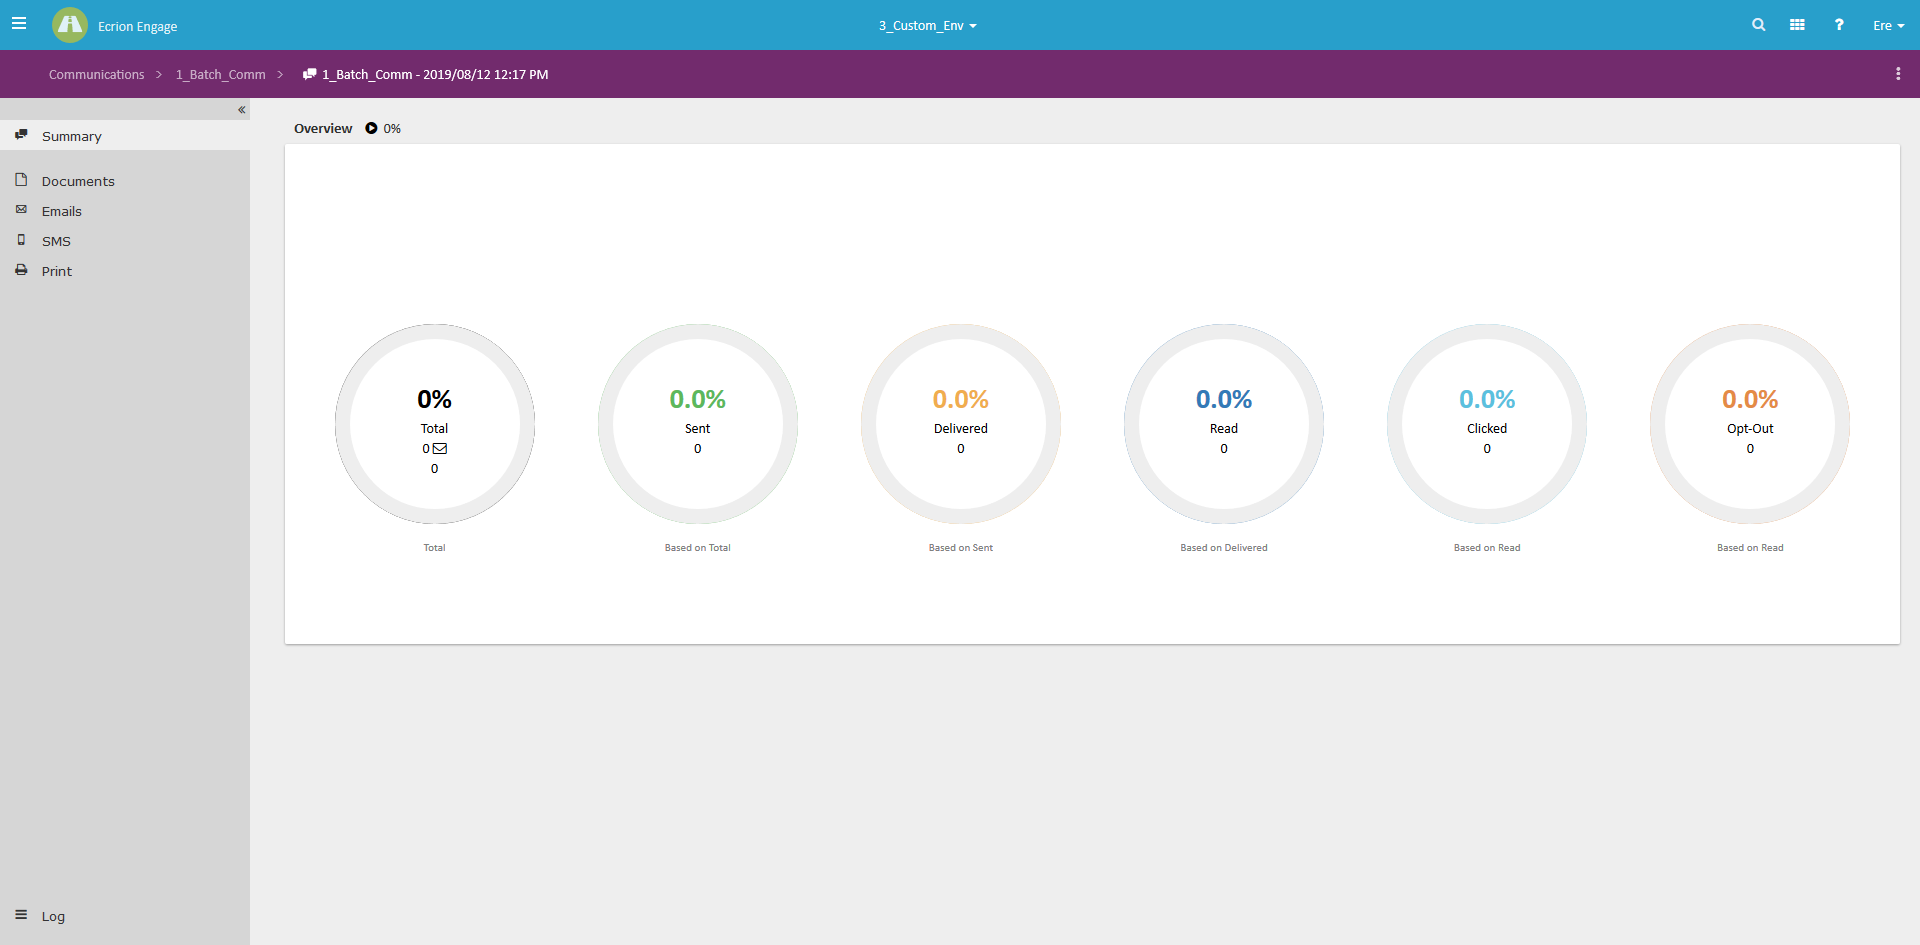 Ecrion Engage
3_Custom_Env
?
Ere
Communications > 1_Batch_Comm > 1_Batch_Comm - 2019/08/12 12:17 PM
«
Summary
Documents
Emails
SMS
Print
Log
Overview 0%
0%
Total
0
0
Total
0.0%
Sent
0
Based on Total
0.0%
Delivered
0
Based on Sent
0.0%
Read
0
Based on Delivered
0.0%
Clicked
0
Based on Read
0.0%
Opt-Out
0
Based on Read